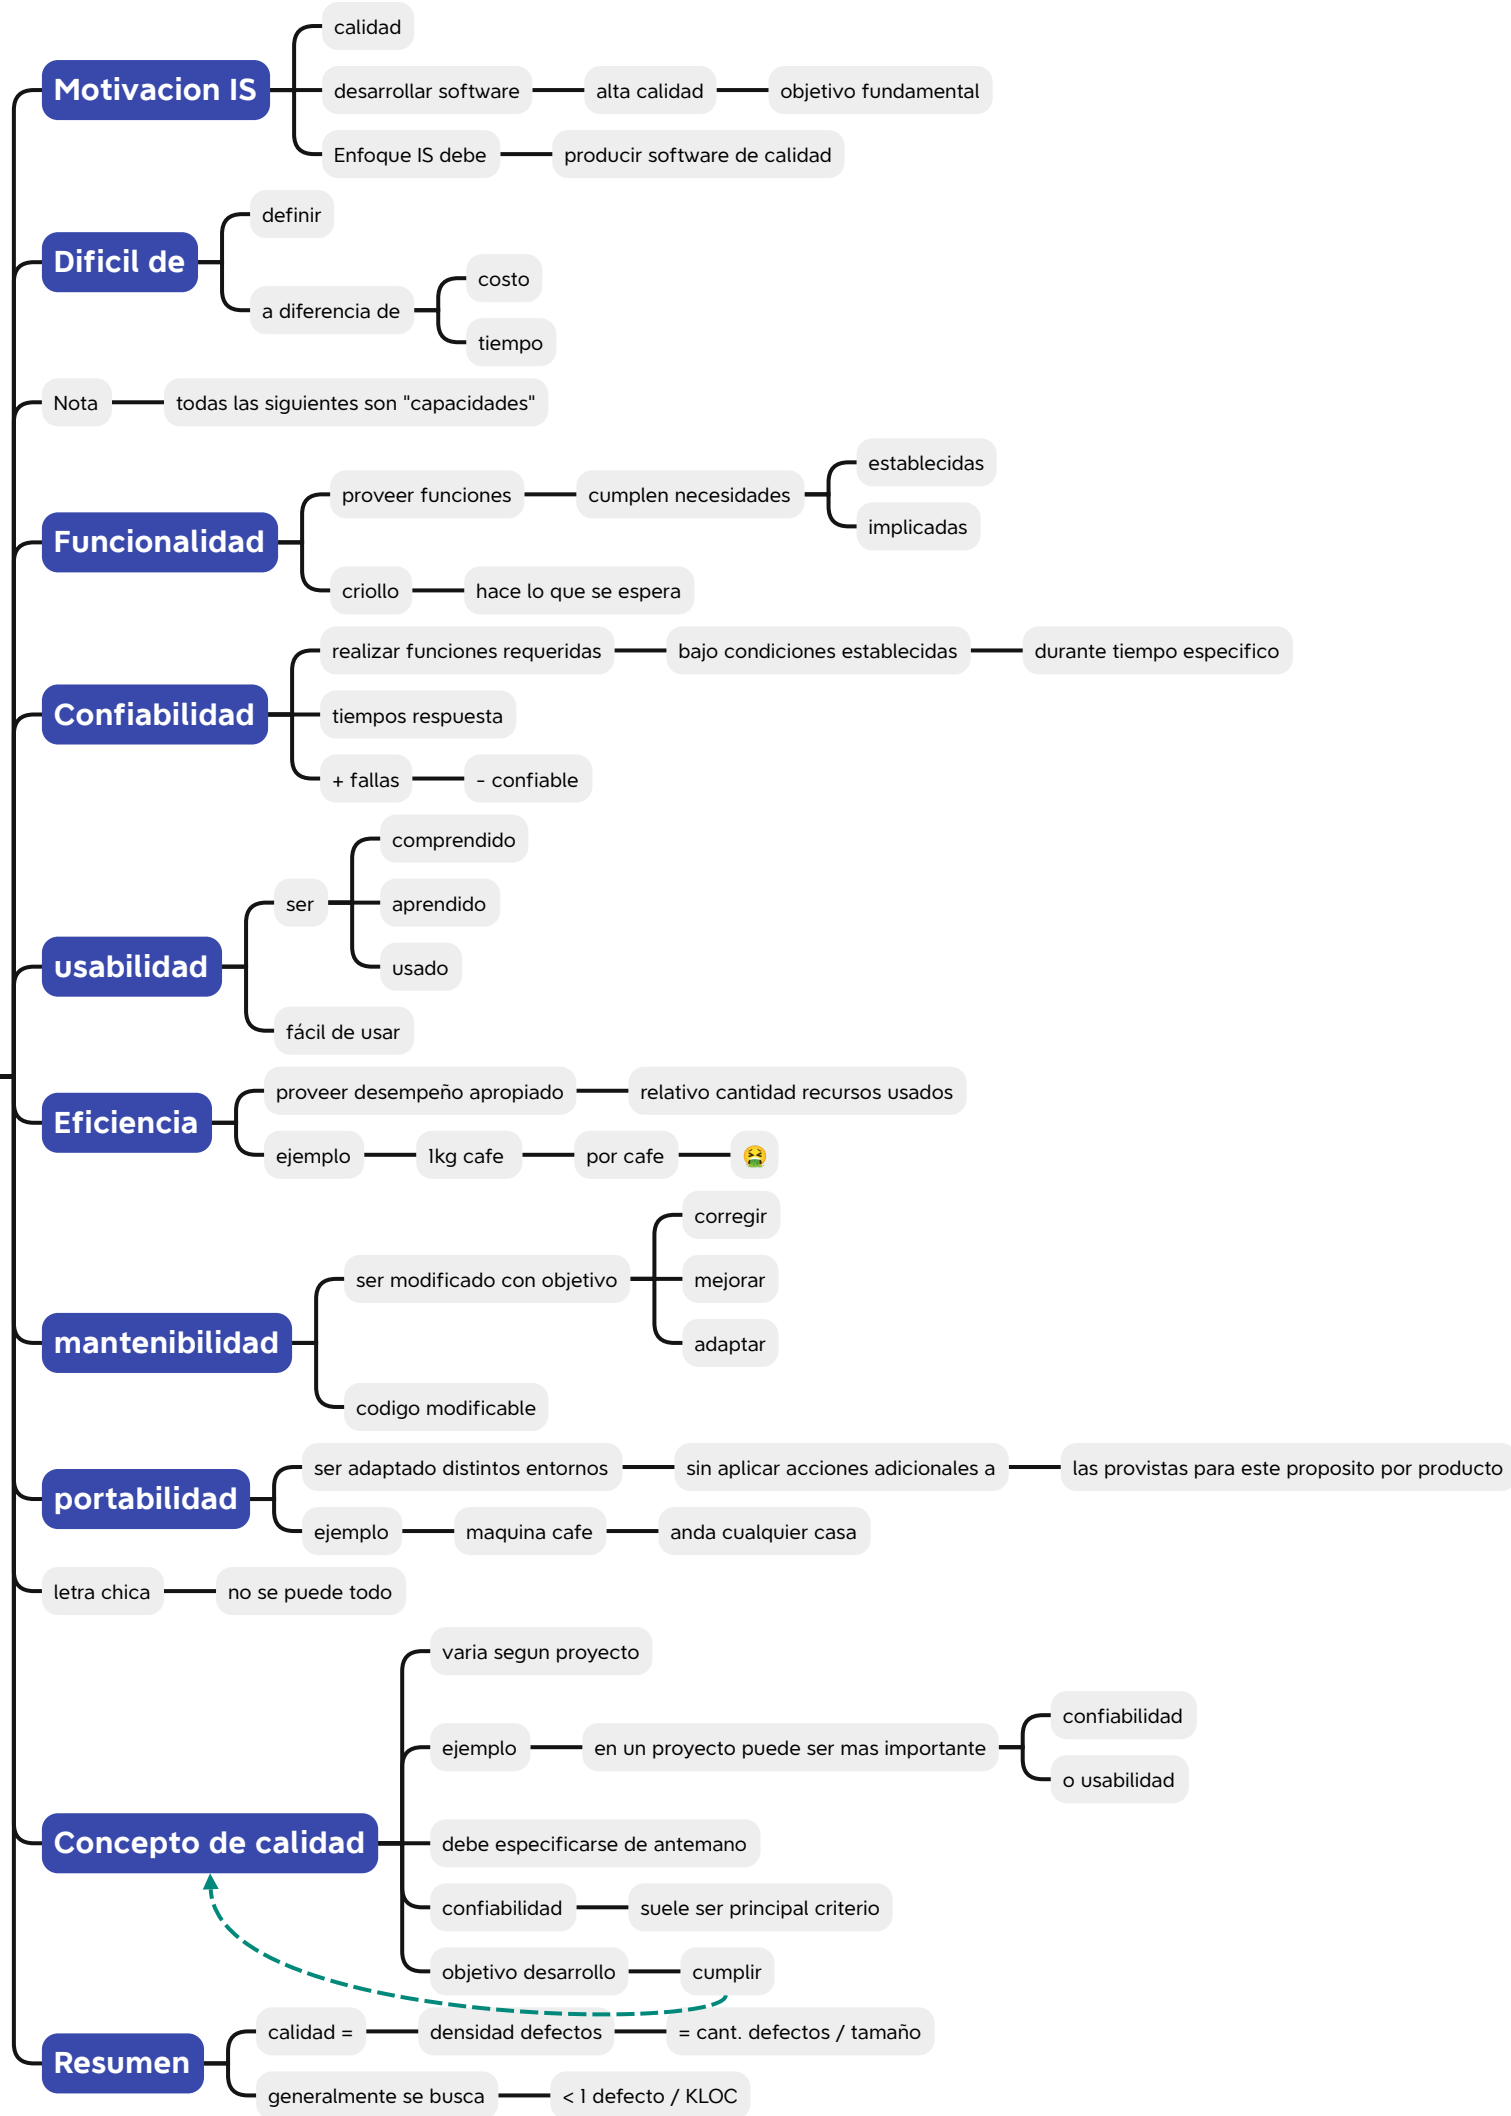 Motivacion IS
calidad
desarrollar software
alta calidad
objetivo fundamental
Enfoque IS debe
producir software de calidad
Dificil de
definir
a diferencia de
costo
tiempo
Nota
todas las siguientes son "capacidades"
Funcionalidad
proveer funciones
cumplen necesidades
establecidas
implicadas
criollo
hace lo que se espera
Confiabilidad
realizar funciones requeridas
bajo condiciones establecidas
durante tiempo especifico
tiempos respuesta
+ fallas
- confiable
usabilidad
ser
comprendido
aprendido
usado
fácil de usar
Eficiencia
proveer desempeño apropiado
relativo cantidad recursos usados
ejemplo
1kg cafe
por cafe
🤮
mantenibilidad
ser modificado con objetivo
corregir
mejorar
adaptar
codigo modificable
portabilidad
ser adaptado distintos entornos
sin aplicar acciones adicionales a
las provistas para este proposito por producto
ejemplo
maquina cafe
anda cualquier casa
letra chica
no se puede todo
Concepto de calidad
varia segun proyecto
ejemplo
en un proyecto puede ser mas importante
confiabilidad
o usabilidad
debe especificarse de antemano
confiabilidad
suele ser principal criterio
objetivo desarrollo
cumplir
Resumen
calidad =
densidad defectos
= cant. defectos / tamaño
generalmente se busca
< 1 defecto / KLOC